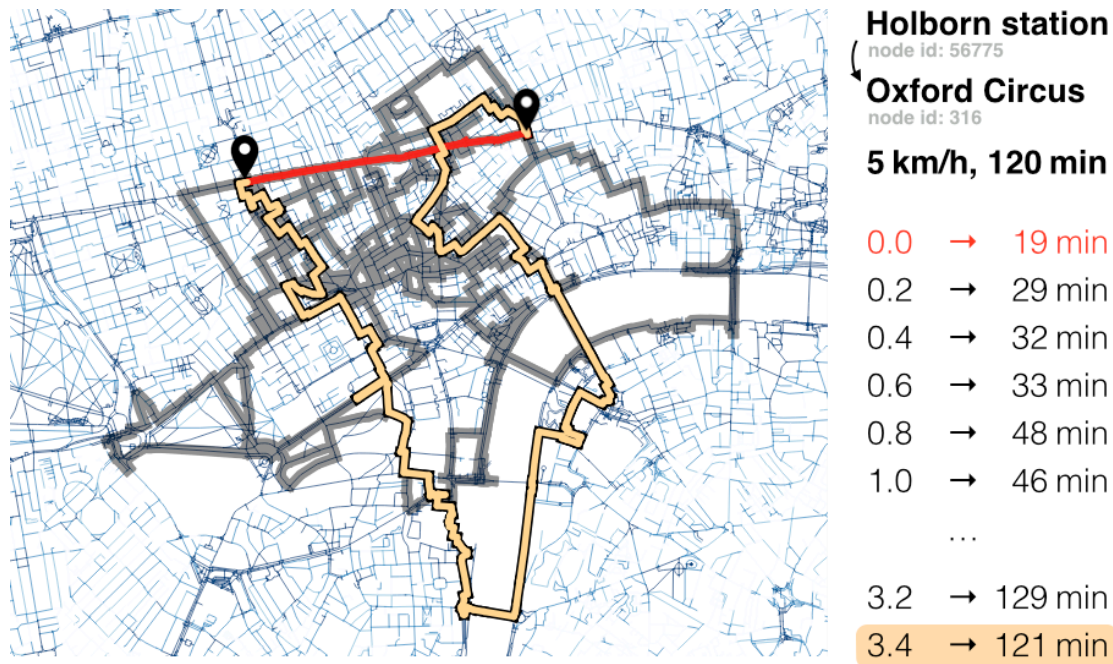 Holborn station
node id: 56775
Oxford Circus
node id: 316
5 km/h, 120 min
0.0 → 19 min
0.2 → 29 min
0.4 → 32 min
0.6 → 33 min
0.8 → 48 min
1.0 → 46 min
...
3.2 → 129 min
3.4 → 121 min